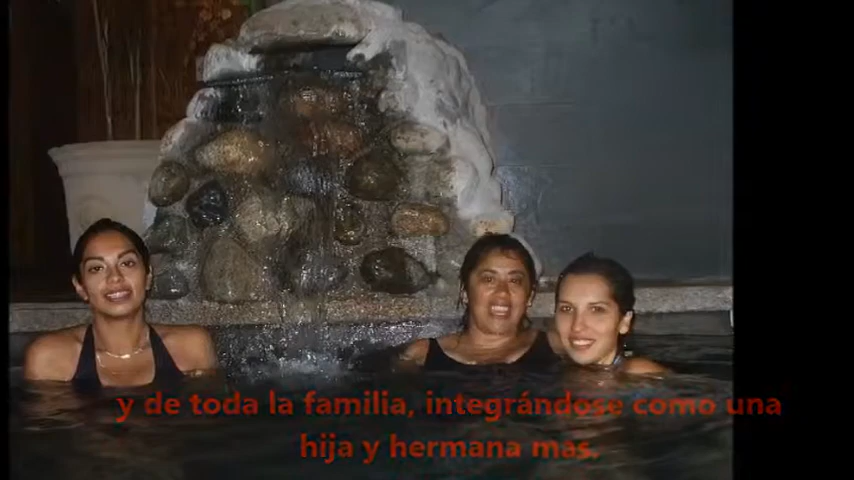 y de toda la familia, integrándose como una
hija y hermana mas.